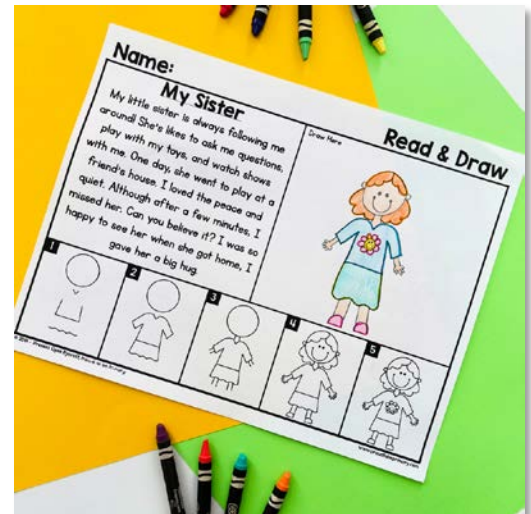 Name:
My Sister
My little sister is always following me
around! She's likes to ask me questions,
play with my toys, and watch shows
with me. One day, she went to play at a
friend's house. I loved the peace and
quiet. Although after a few minutes, I
missed her. Can you believe it? I was so
happy to see her when she got home, I
gave her a big hug.
Draw Here
Read & Draw
1
2
3
4
5